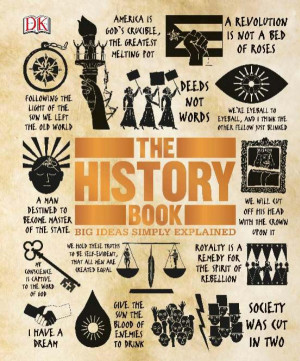 DK
AMERICA IS
GOD'S CRUCIBLE,
THE GREATEST
MELTING POT
A REVOLUTION
IS NOT A BED
OF ROSES
FOLLOWING THE
LIGHT OF THE
SUN WE LEFT
THE OLD WORLD
DEEDS
NOT
WORDS
WE'RE EYEBALL TO
EYEBALL, AND I THINK THE
OTHER FELLOW JUST BLINKED
A MAN
DESTINED TO
BECOME MASTER
OF THE STATE
THE
HISTORY
BOOK
BIG IDEAS SIMPLY EXPLAINED
WE WILL CUT
OFF HIS HEAD
WITH THE CROWN
UPON IT
MY
CONSCIENCE
IS CAPTIVE
TO THE WORD
OF GOD
WE HOLD THESE TRUTHS
TO BE SELF-EVIDENT,
THAT ALL MEN ARE
CREATED EQUAL
ROYALTY IS A
REMEDY FOR
THE SPIRIT OF
REBELLION
I HAVE A
DREAM
GIVE THE
SUN THE
BLOOD OF
ENEMIES
TO DRINK
SOCIETY
WAS CUT
IN TWO